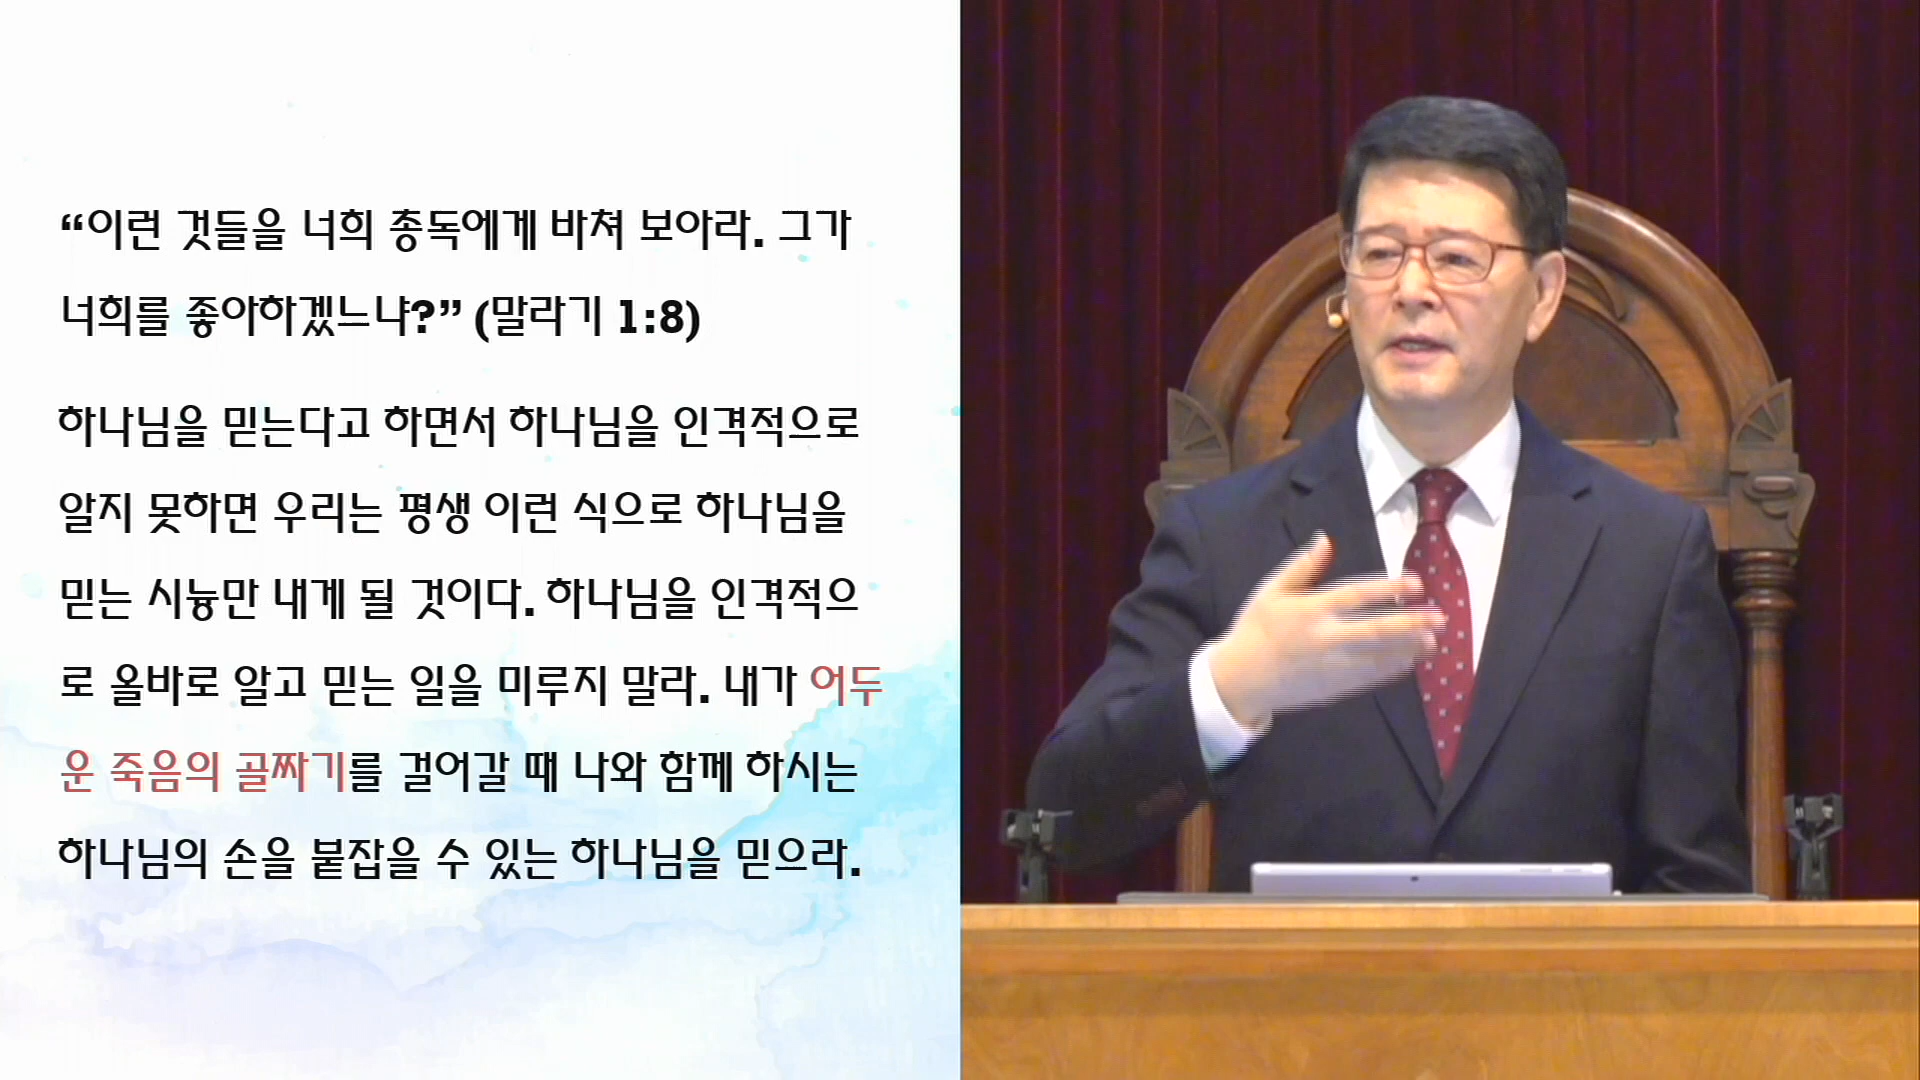 “이런 것들을 너희 총독에게 바쳐 보아라. 그가
너희를 좋아하겠느냐?” (말라기 1:8)
하나님을 믿는다고 하면서 하나님을 인격적으로
알지 못하면 우리는 평생 이런 식으로 하나님을
믿는 시늉만 내게 될 것이다. 하나님을 인격적으
로 올바로 알고 믿는 일을 미루지 말라. 내가 어두
운 죽음의 골짜기를 걸어갈 때 나와 함께 하시는
하나님의 손을 붙잡을 수 있는 하나님을 믿으라.